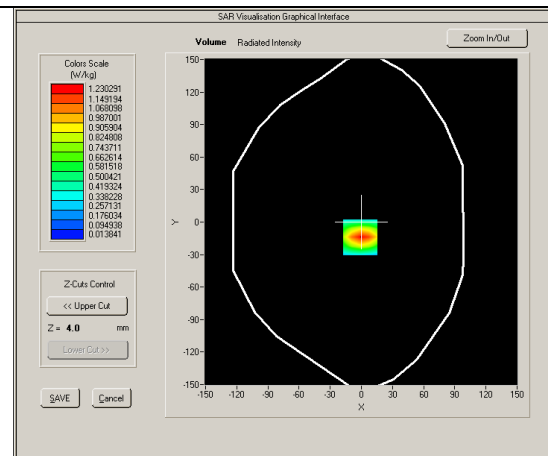 SAR Visualisation Graphical Interface
Volume Radiated Intensity
Zoom In/Out
Colors Scale
(W/kg)
1.230291
1.149194
1.068098
0.987001
0.905904
0.824808
0.743711
0.662614
0.581518
0.500421
0.419324
0.338228
0.257131
0.176034
0.094938
0.013841
Z-Cuts Control
<< Upper Cut
Z = 4.0 mm
Lower Cut >>
SAVE Cancel
150
120
90
60
30
Y 0
-30
-60
-90
-120
-150
-150 -120 -90 -60 -30 0 30 60 90 120 150
X